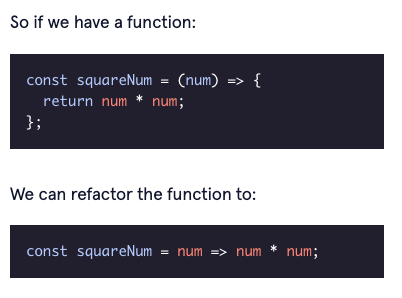 So if we have a function:
const squareNum = (num) => {
  return num * num;
};
We can refactor the function to:
const squareNum = num => num * num;